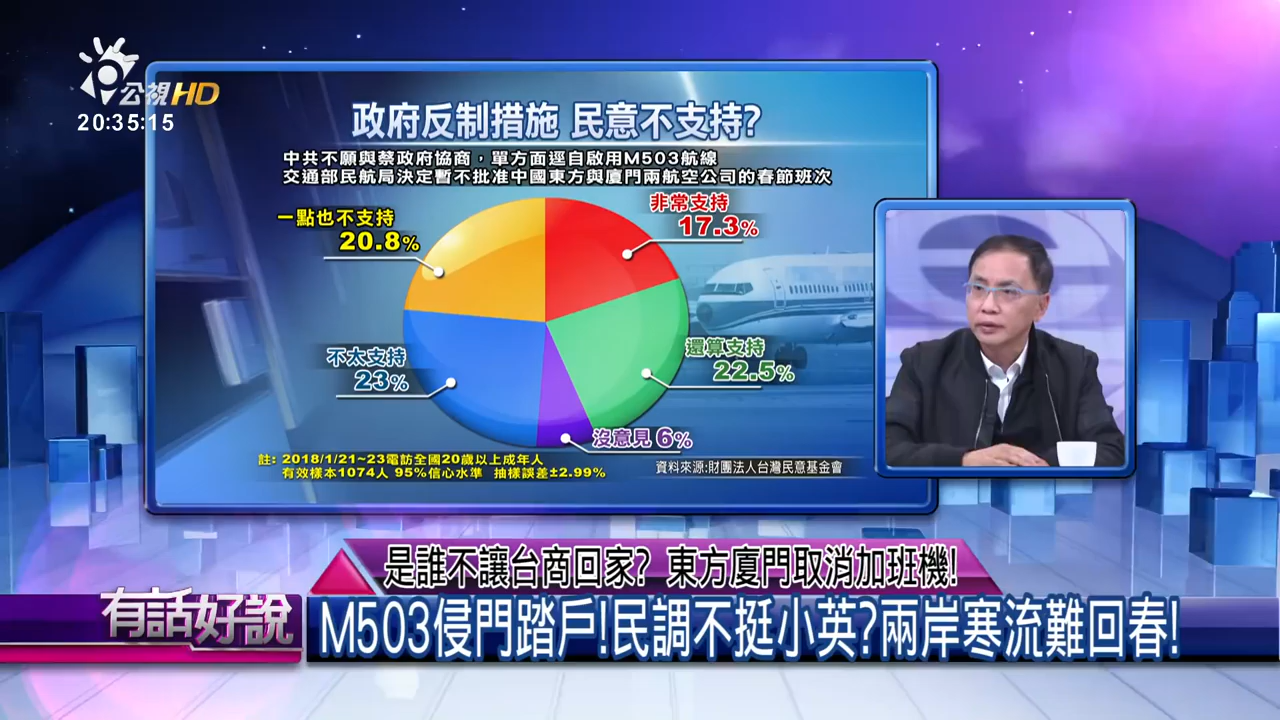 公視HD
20:35:15
政府反制措施 民意不支持?
中共不願與蔡政府協商，單方面逕自啟用M503航線
交通部民航局決定暫不批准中國東方與廈門兩航空公司的春節班次
一點也不支持
20.8%
非常支持
17.3%
不太支持
23%
還算支持
22.5%
沒意見 6%
註: 2018/1/21~23電訪全國20歲以上成年人
有效樣本1074人 95%信心水準 抽樣誤差±2.99%
資料來源:財團法人台灣民意基金會
是誰不讓台商回家? 東方廈門取消加班機!
有話好說
M503侵門踏戶!民調不挺小英?兩岸寒流難回春!